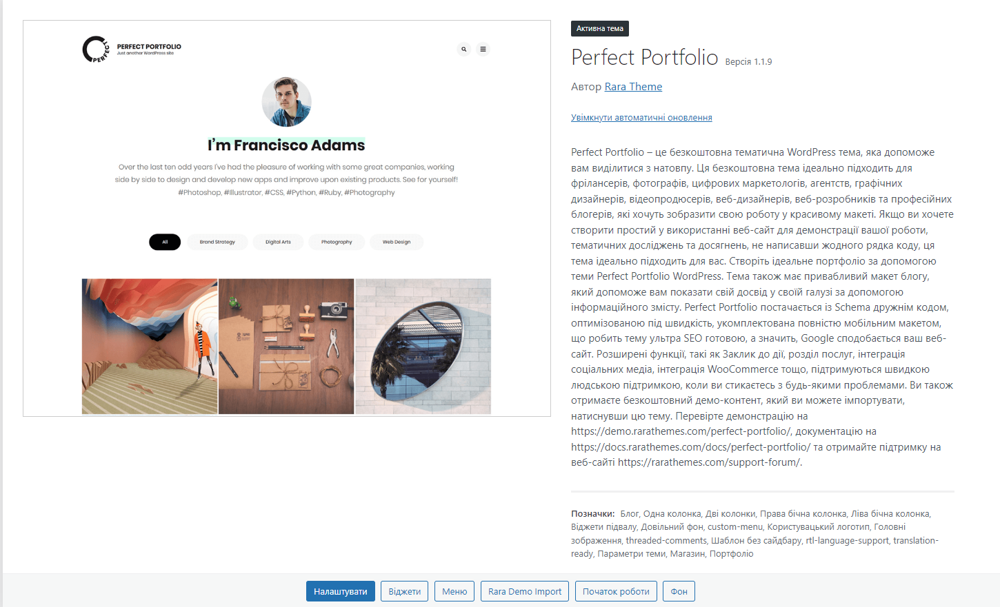 PERFECT
PERFECT PORTFOLIO
Just another WordPress site
I'm Francisco Adams
Over the last ten odd years I've had the pleasure of working with some great companies, working
side by side to design and develop new apps and improve upon existing products. See for yourself!
#Photoshop, #Illustrator, #CSS, #Python, #Ruby, #Photography
All
Brand Strategy
Digital Arts
Photography
Web Design
Активна тема
Perfect Portfolio Версія 1.1.9
Автор Rara Theme
Увімкнути автоматичні оновлення
Perfect Portfolio – це безкоштовна тематична WordPress тема, яка допоможе
вам виділитися з натовпу. Ця безкоштовна тема ідеально підходить для
фрілансерів, фотографів, цифрових маркетологів, агентств, графічних
дизайнерів, відеопродюсерів, веб-дизайнерів, веб-розробників та професійних
блогерів, які хочуть зобразити свою роботу у красивому макеті. Якщо ви хочете
створити простий у використанні веб-сайт для демонстрації вашої роботи,
тематичних досліджень та досягнень, не написавши жодного рядка коду, ця
тема ідеально підходить для вас. Створіть ідеальне портфоліо за допомогою
теми Perfect Portfolio WordPress. Тема також має привабливий макет блогу,
який допоможе вам показати свій досвід у своїй галузі за допомогою
інформаційного змісту. Perfect Portfolio постачається із Schema дружнім кодом,
оптимізованою під швидкість, укомплектована повністю мобільним макетом,
що робить тему ультра SEO готовою, а значить, Google сподобається ваш веб-
сайт. Розширені функції, такі як Заклик до дії, розділ послуг, інтеграція
соціальних медіа, інтеграція WooCommerce тощо, підтримуються швидкою
людською підтримкою, коли ви стикаєтесь з будь-якими проблемами. Ви також
отримаєте безкоштовний демо-контент, який ви можете імпортувати,
натиснувши цю тему. Перевірте демонстрацію на
https://demo.rarathemes.com/perfect-portfolio/, документацію на
https://docs.rarathemes.com/docs/perfect-portfolio/ та отримайте підтримку на
веб-сайті https://rarathemes.com/support-forum/.
Позначки: Блог, Одна колонка, Дві колонки, Права бічна колонка, Ліва бічна колонка,
Віджети підвалу, Довільний фон, custom-menu, Користувацький логотип, Головні
зображення, threaded-comments, Шаблон без сайдбару, rtl-language-support, translation-
ready, Параметри теми, Магазин, Портфоліо
Налаштувати
Віджети
Меню
Rara Demo Import
Початок роботи
Фон